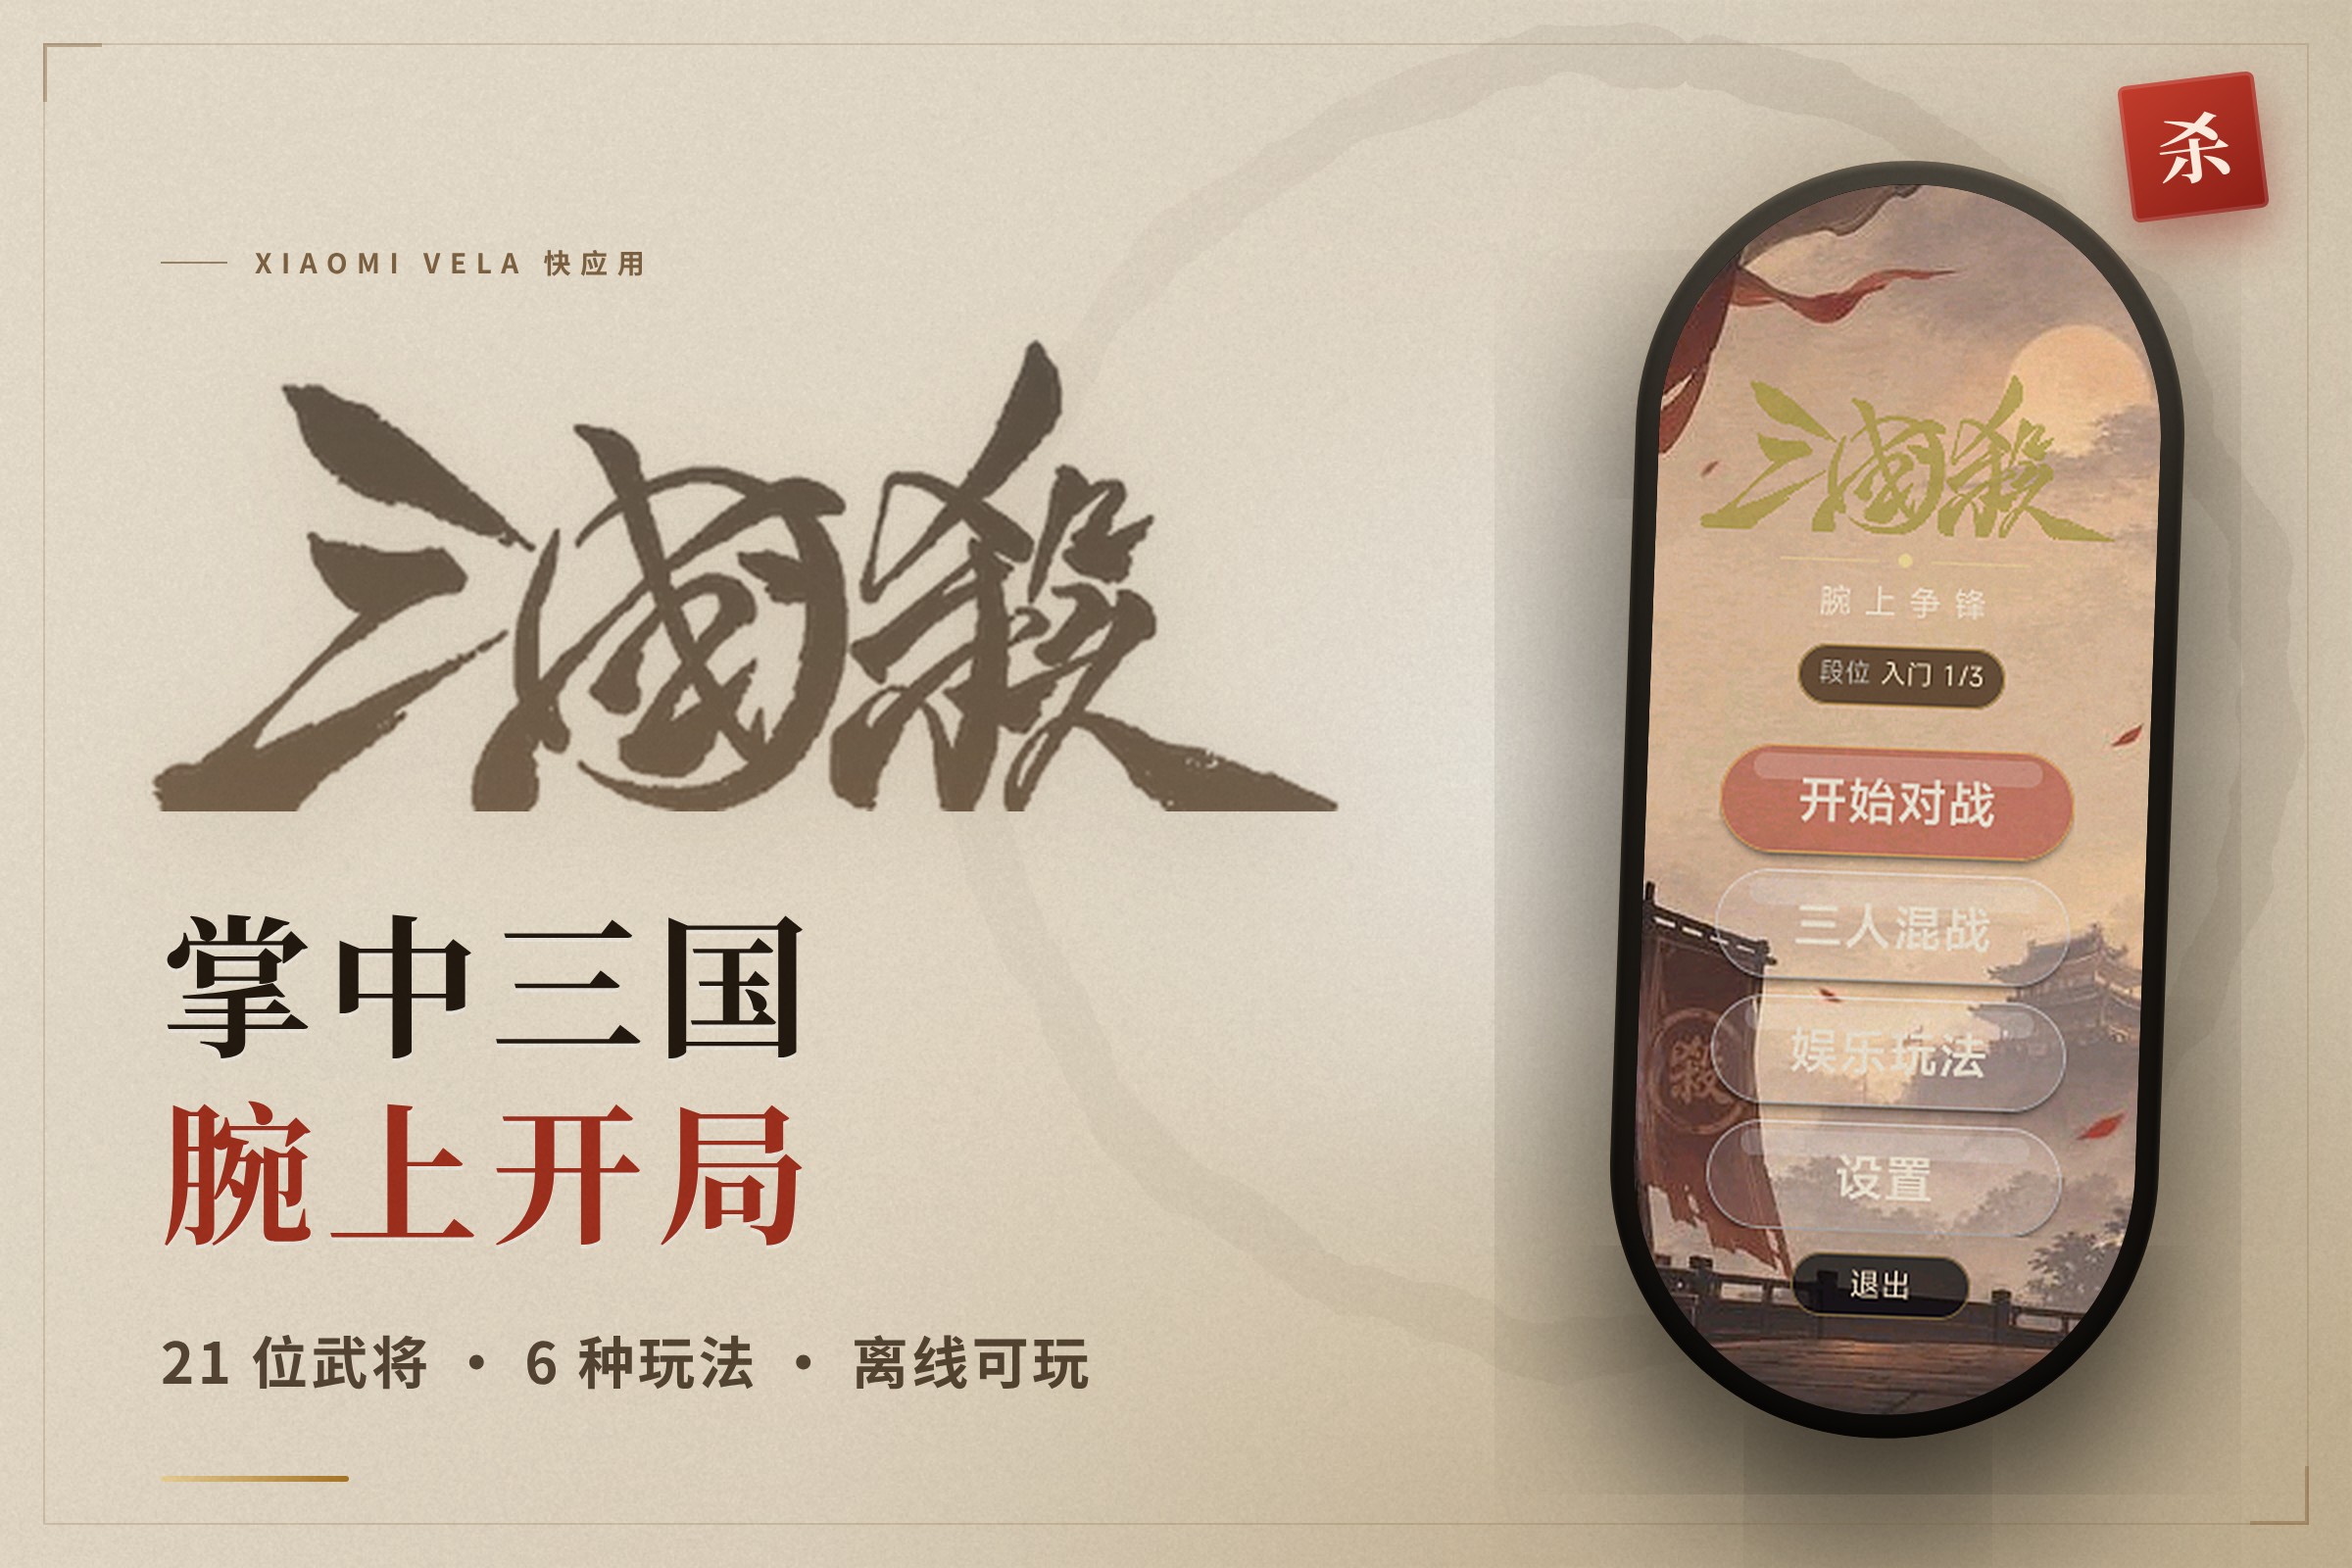 XIAOMI VELA 快应用
三國殺
掌中三国
腕上开局
21 位武将 · 6 种玩法 · 离线可玩
杀
三國殺
腕上争锋
段位 入门 1/3
开始对战
三人混战
娱乐玩法
殺
设置
退出